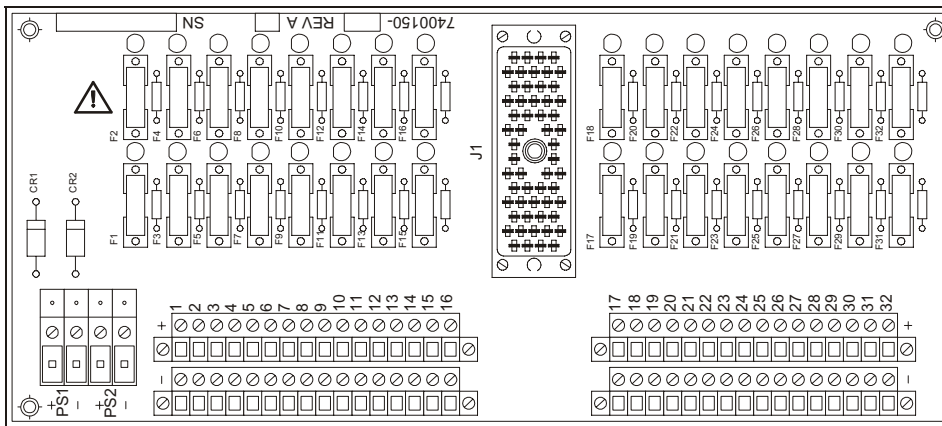 SN REV A 7400150-
F2 F4 F6 F8 F10 F12 F14 F16
F18 F20 F22 F24 F26 F28 F30 F32
J1
CR1 CR2
F1 F3 F5 F7 F9 F11 F13 F15
F17 F19 F21 F23 F25 F27 F29 F31
1 2 3 4 5 6 7 8 9 10 11 12 13 14 15 16
17 18 19 20 21 22 23 24 25 26 27 28 29 30 31 32
+ +
- -
+ - + -
PS1 PS2